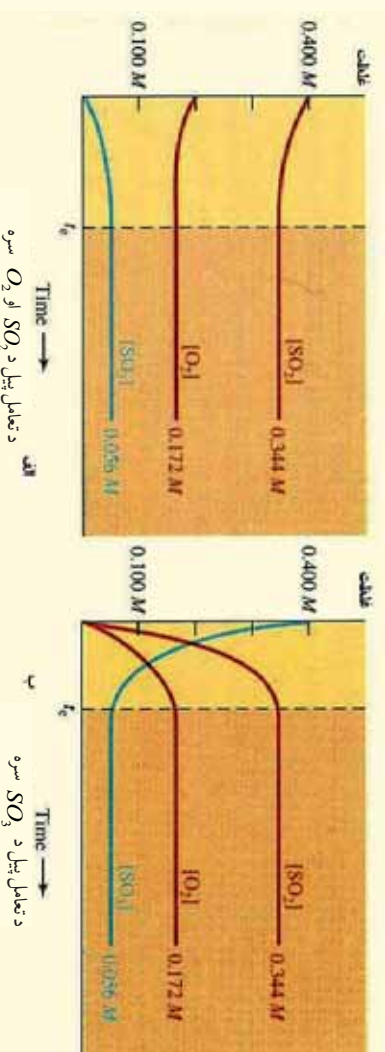 غلظت
0.400 M
0.100 M
[SO₂]
0.344 M
[O₂]
0.172 M
[SO₃]
0.056 M
tₑ
Time →
الف
د تعامل پیل د SO₂ او O₂ سره
غلظت
0.400 M
0.100 M
[SO₂]
0.344 M
[O₂]
0.172 M
[SO₃]
0.056 M
tₑ
Time →
ب
د تعامل پیل د SO₃ سره